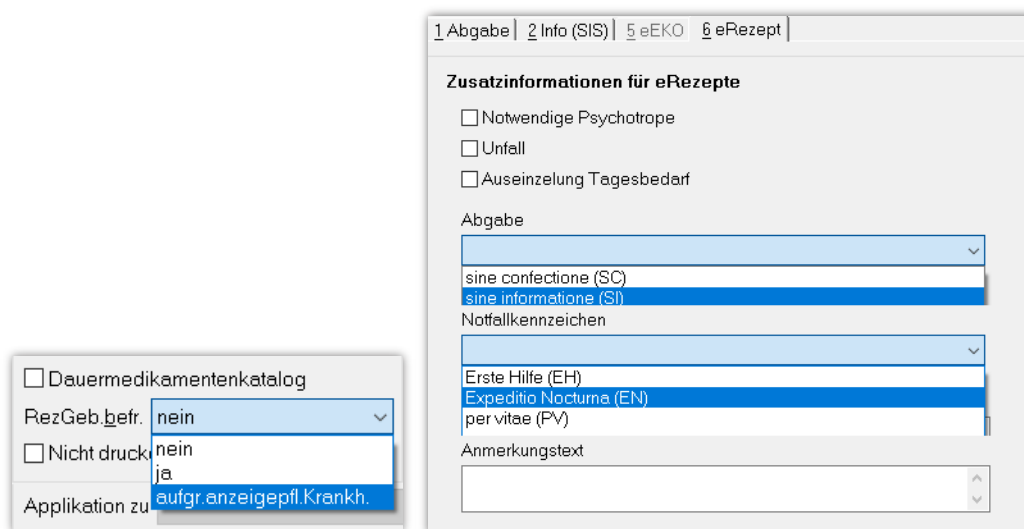 1 Abgabe 2 Info (SIS) 5 eEKO 6 eRezept
Zusatzinformationen für eRezepte
Notwendige Psychotrope
Unfall
Auseinzelung Tagesbedarf
Abgabe
sine confectione (SC)
sine informatione (SI)
Notfallkennzeichen
Erste Hilfe (EH)
Expeditio Nocturna (EN)
per vitae (PV)
Anmerkungstext
Dauermedikamentenkatalog
RezGeb.befr. nein
nein
Nicht druck
ja
aufgr.anzeigepfl.Krankh.
Applikation zu